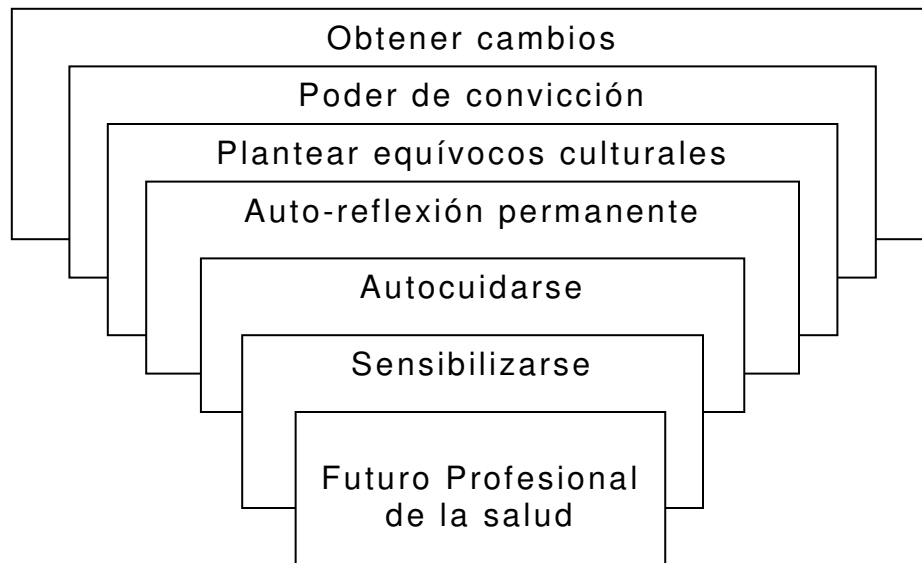 Obtener cambios
Poder de convicción
Plantear equívocos culturales
Auto-reflexión permanente
Autocuidarse
Sensibilizarse
Futuro Profesional
de la salud